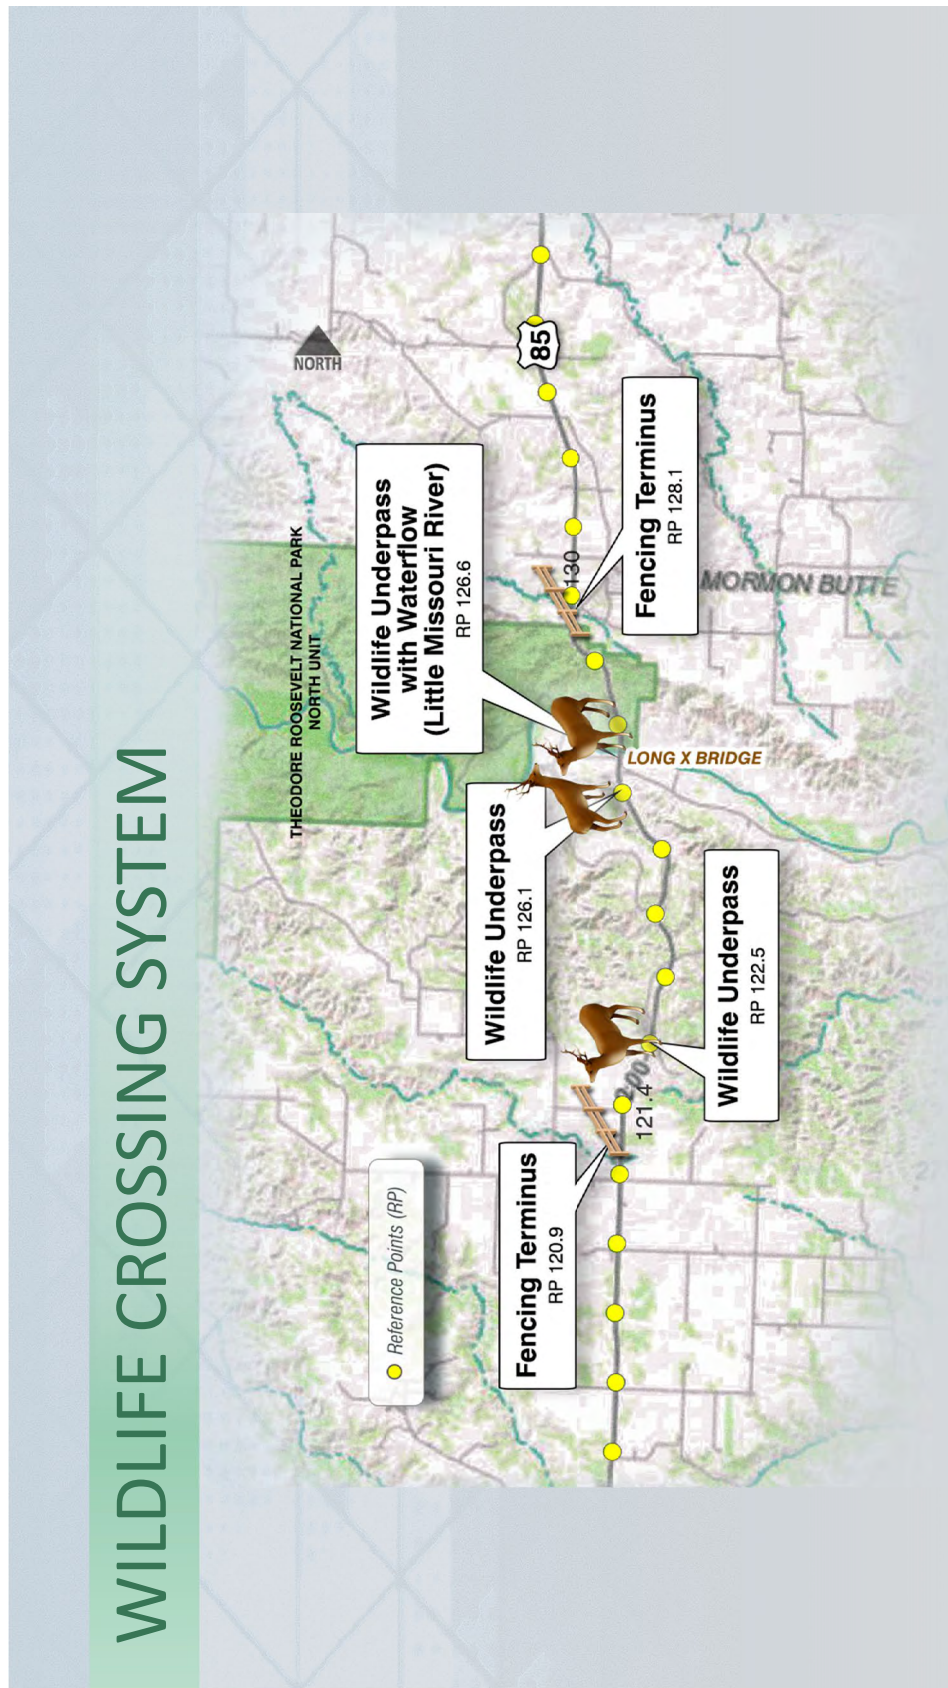 WILDLIFE CROSSING SYSTEM
NORTH
THEODORE ROOSEVELT NATIONAL PARK
NORTH UNIT
Wildlife Underpass
with Waterflow
(Little Missouri River)
RP 126.6
85
Reference Points (RP)
Wildlife Underpass
RP 126.1
Fencing Terminus
RP 120.9
130
Fencing Terminus
RP 128.1
LONG X BRIDGE
MORMON BUTTE
121.4
Wildlife Underpass
RP 122.5